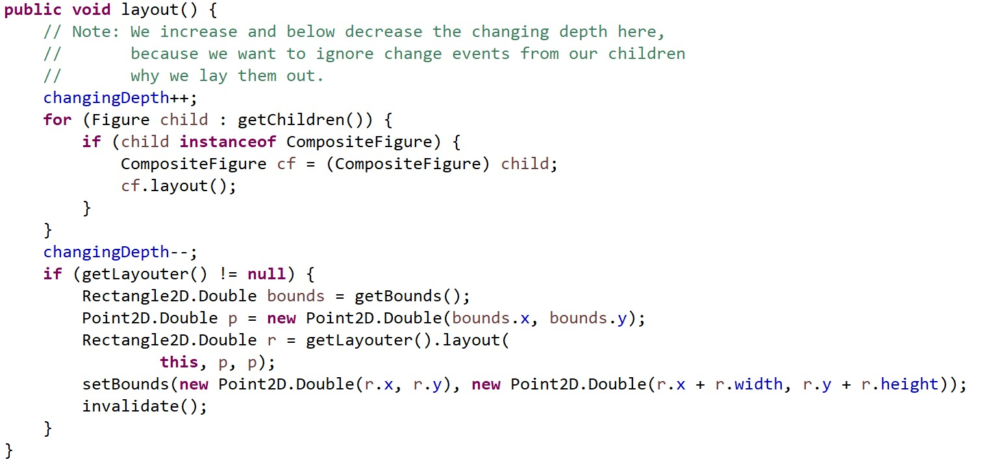 public void layout() {
    // Note: We increase and below decrease the changing depth here,
    //       because we want to ignore change events from our children
    //       why we lay them out.
    changingDepth++;
    for (Figure child : getChildren()) {
        if (child instanceof CompositeFigure) {
            CompositeFigure cf = (CompositeFigure) child;
            cf.layout();
        }
    }
    changingDepth--;
    if (getLayouter() != null) {
        Rectangle2D.Double bounds = getBounds();
        Point2D.Double p = new Point2D.Double(bounds.x, bounds.y);
        Rectangle2D.Double r = getLayouter().layout(
                this, p, p);
        setBounds(new Point2D.Double(r.x, r.y), new Point2D.Double(r.x + r.width, r.y + r.height));
        invalidate();
    }
}